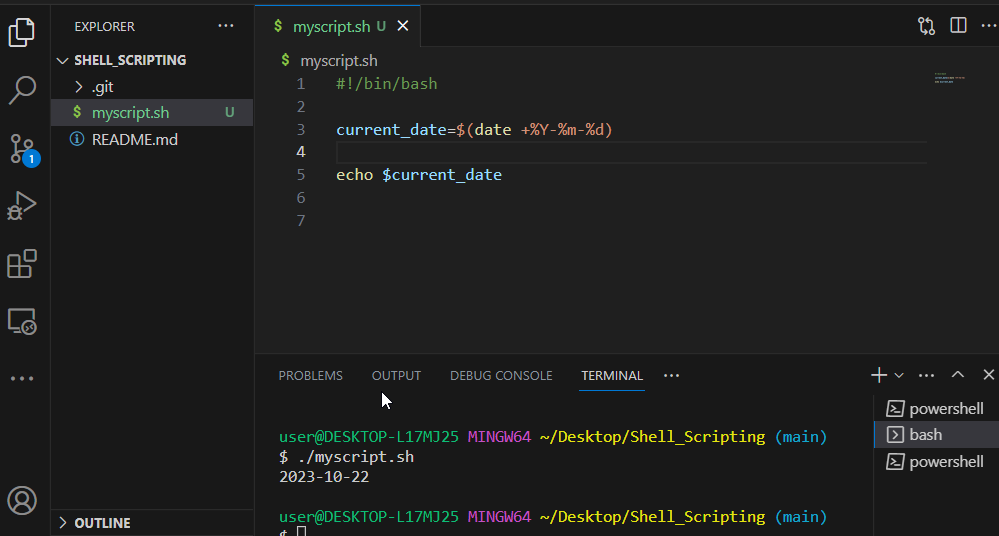 EXPLORER
SHELL_SCRIPTING
.git
$ myscript.sh U
README.md
1
OUTLINE
$ myscript.sh U
$ myscript.sh
1 #!/bin/bash
2
3 current_date=$(date +%Y-%m-%d)
4
5 echo $current_date
6
7
PROBLEMS OUTPUT DEBUG CONSOLE TERMINAL
user@DESKTOP-L17MJ25 MINGW64 ~/Desktop/Shell_Scripting (main)
$ ./myscript.sh
2023-10-22
user@DESKTOP-L17MJ25 MINGW64 ~/Desktop/Shell_Scripting (main)
$
powershell
bash
powershell